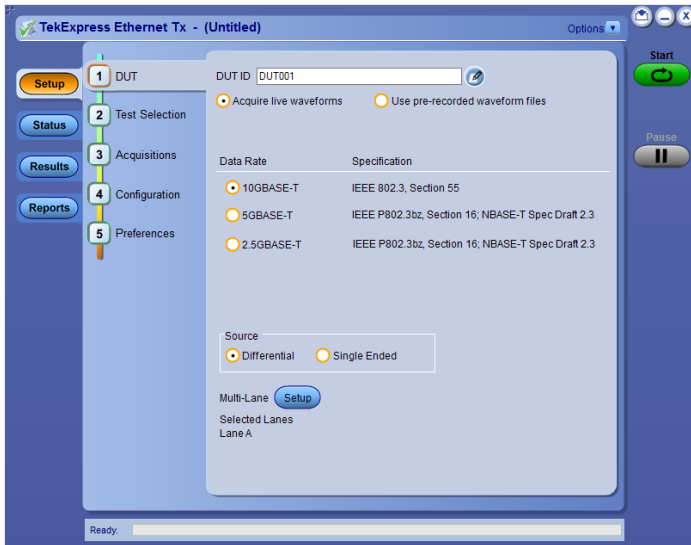 TekExpress Ethernet Tx - (Untitled)
Options
Start
Pause
Setup
Status
Results
Reports
1 DUT
2 Test Selection
3 Acquisitions
4 Configuration
5 Preferences
DUT ID DUT001
Acquire live waveforms Use pre-recorded waveform files
Data Rate Specification
10GBASE-T IEEE 802.3, Section 55
5GBASE-T IEEE P802.3bz, Section 16; NBASE-T Spec Draft 2.3
2.5GBASE-T IEEE P802.3bz, Section 16; NBASE-T Spec Draft 2.3
Source
Differential Single Ended
Multi-Lane Setup
Selected Lanes
Lane A
Ready.